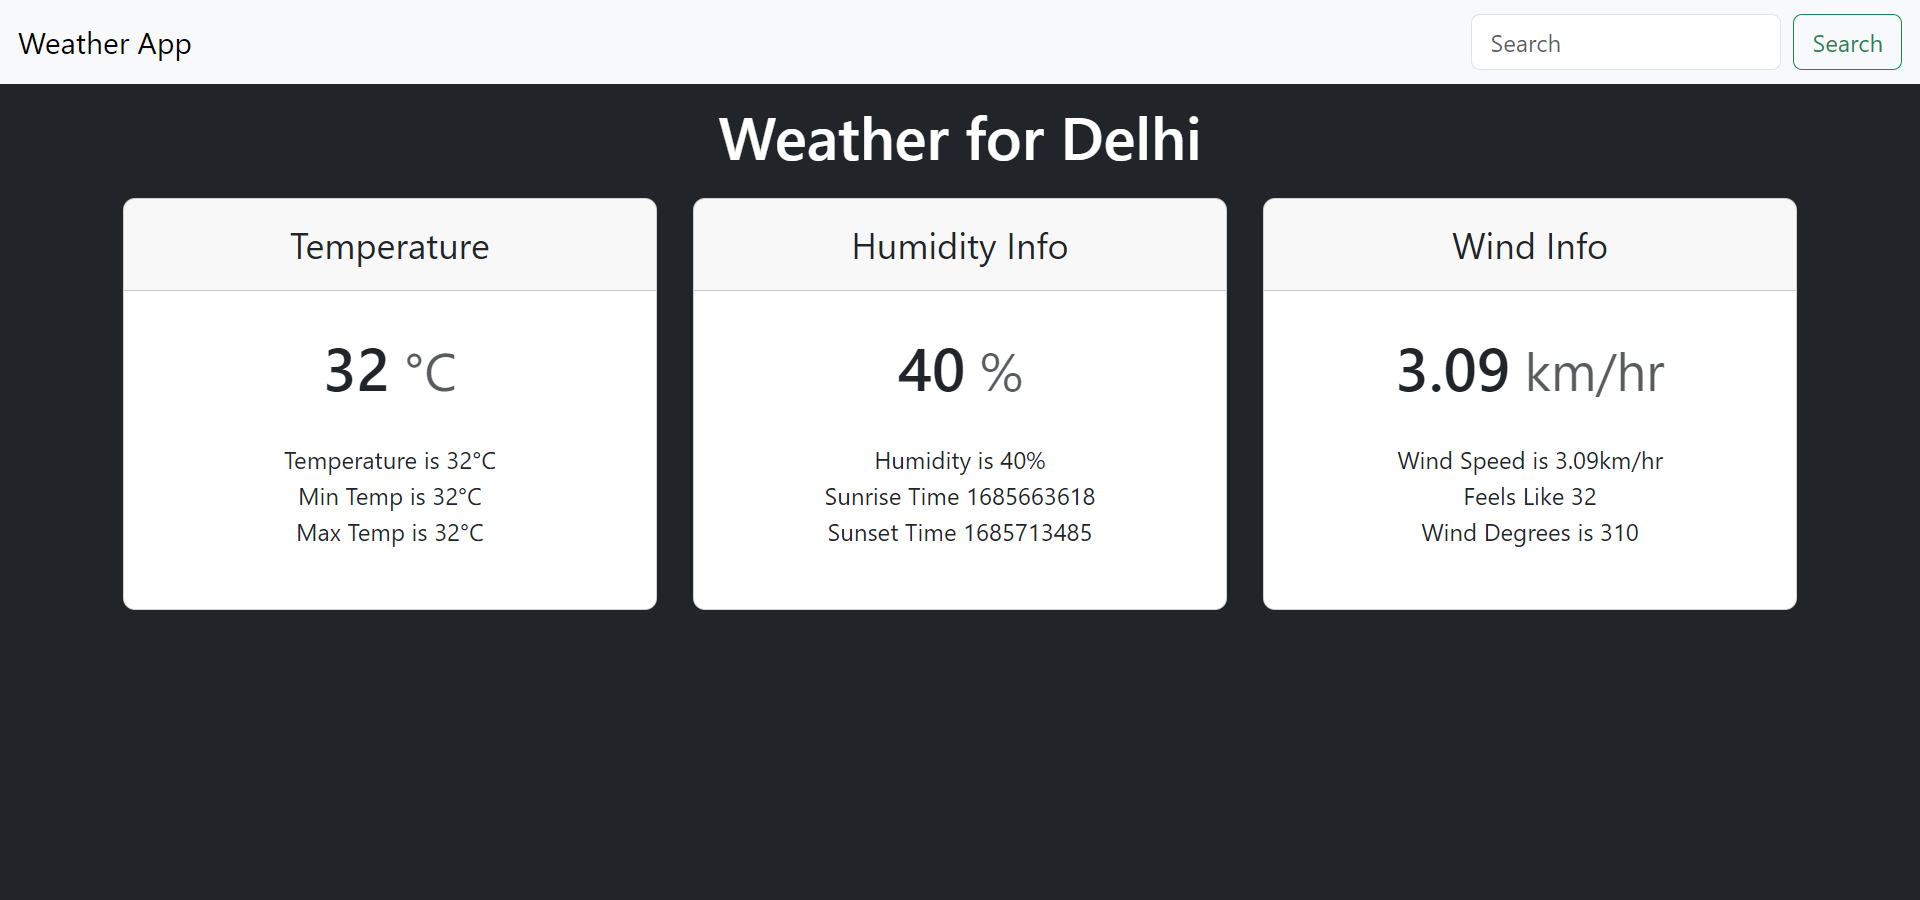 Weather App
Search
Search
Weather for Delhi
Temperature
32 °C
Temperature is 32°C
Min Temp is 32°C
Max Temp is 32°C
Humidity Info
40 %
Humidity is 40%
Sunrise Time 1685663618
Sunset Time 1685713485
Wind Info
3.09 km/hr
Wind Speed is 3.09km/hr
Feels Like 32
Wind Degrees is 310